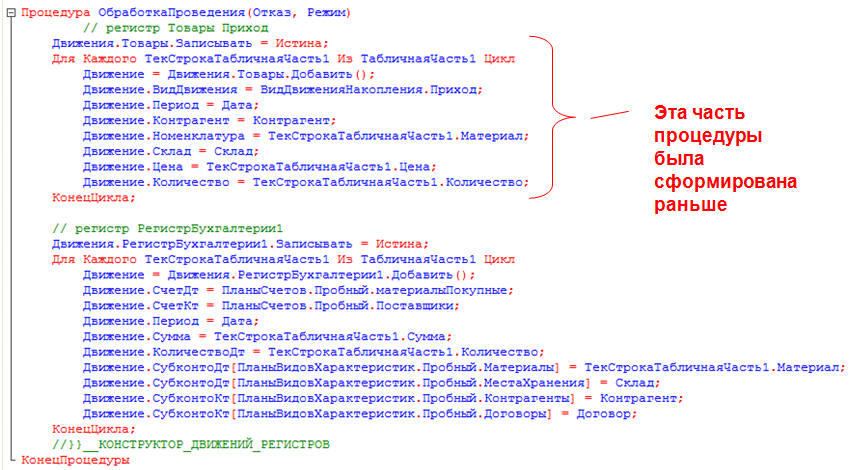 Процедура ОбработкаПроведения(Отказ, Режим)
// регистр Товары Приход
Движения.Товары.Записывать = Истина;
Для Каждого ТекСтрокаТабличнаяЧасть1 Из ТабличнаяЧасть1 Цикл
Движение = Движения.Товары.Добавить();
Движение.ВидДвижения = ВидДвиженияНакопления.Приход;
Движение.Период = Дата;
Движение.Контрагент = Контрагент;
Движение.Номенклатура = ТекСтрокаТабличнаяЧасть1.Материал;
Движение.Склад = Склад;
Движение.Цена = ТекСтрокаТабличнаяЧасть1.Цена;
Движение.Количество = ТекСтрокаТабличнаяЧасть1.Количество;
КонецЦикла;
Эта часть
процедуры
была
сформирована
раньше
// регистр РегистрБухгалтерии1
Движения.РегистрБухгалтерии1.Записывать = Истина;
Для Каждого ТекСтрокаТабличнаяЧасть1 Из ТабличнаяЧасть1 Цикл
Движение = Движения.РегистрБухгалтерии1.Добавить();
Движение.СчетДт = ПланыСчетов.Пробный.материалыПокупные;
Движение.СчетКт = ПланыСчетов.Пробный.Поставщики;
Движение.Период = Дата;
Движение.Сумма = ТекСтрокаТабличнаяЧасть1.Сумма;
Движение.КоличествоДт = ТекСтрокаТабличнаяЧасть1.Количество;
Движение.СубконтоДт[ПланыВидовХарактеристик.Пробный.Материалы] = ТекСтрокаТабличнаяЧасть1.Материал;
Движение.СубконтоДт[ПланыВидовХарактеристик.Пробный.МестаХранения] = Склад;
Движение.СубконтоКт[ПланыВидовХарактеристик.Пробный.Контрагенты] = Контрагент;
Движение.СубконтоКт[ПланыВидовХарактеристик.Пробный.Договоры] = Договор;
КонецЦикла;
//}}__КОНСТРУКТОР_ДВИЖЕНИЙ_РЕГИСТРОВ
КонецПроцедуры